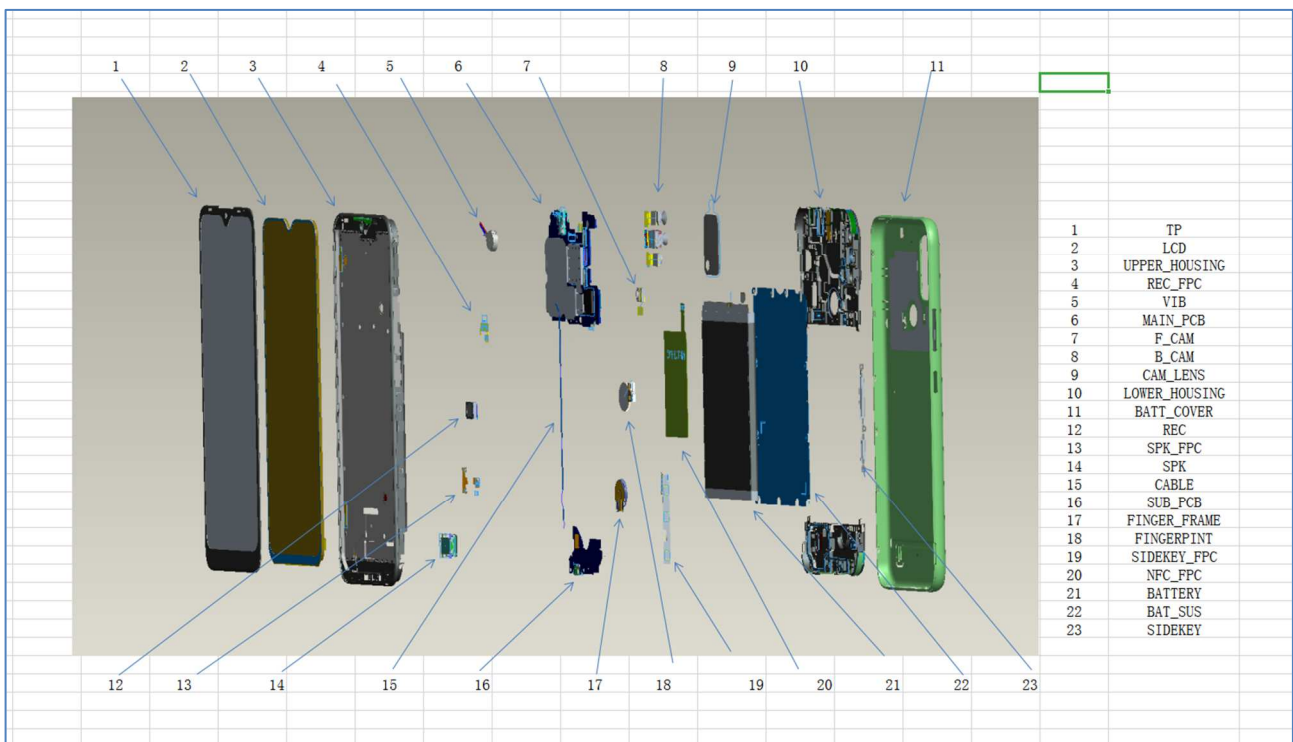 1 2 3 4 5 6 7 8 9 10 11
1 TP
2 LCD
3 UPPER_HOUSING
4 REC_FPC
5 VIB
6 MAIN_PCB
7 F_CAM
8 B_CAM
9 CAM_LENS
10 LOWER_HOUSING
11 BATT_COVER
12 REC
13 SPK_FPC
14 SPK
15 CABLE
16 SUB_PCB
17 FINGER_FRAME
18 FINGERPINT
19 SIDEKEY_FPC
20 NFC_FPC
21 BATTERY
22 BAT_SUS
23 SIDEKEY
12 13 14 15 16 17 18 19 20 21 22 23